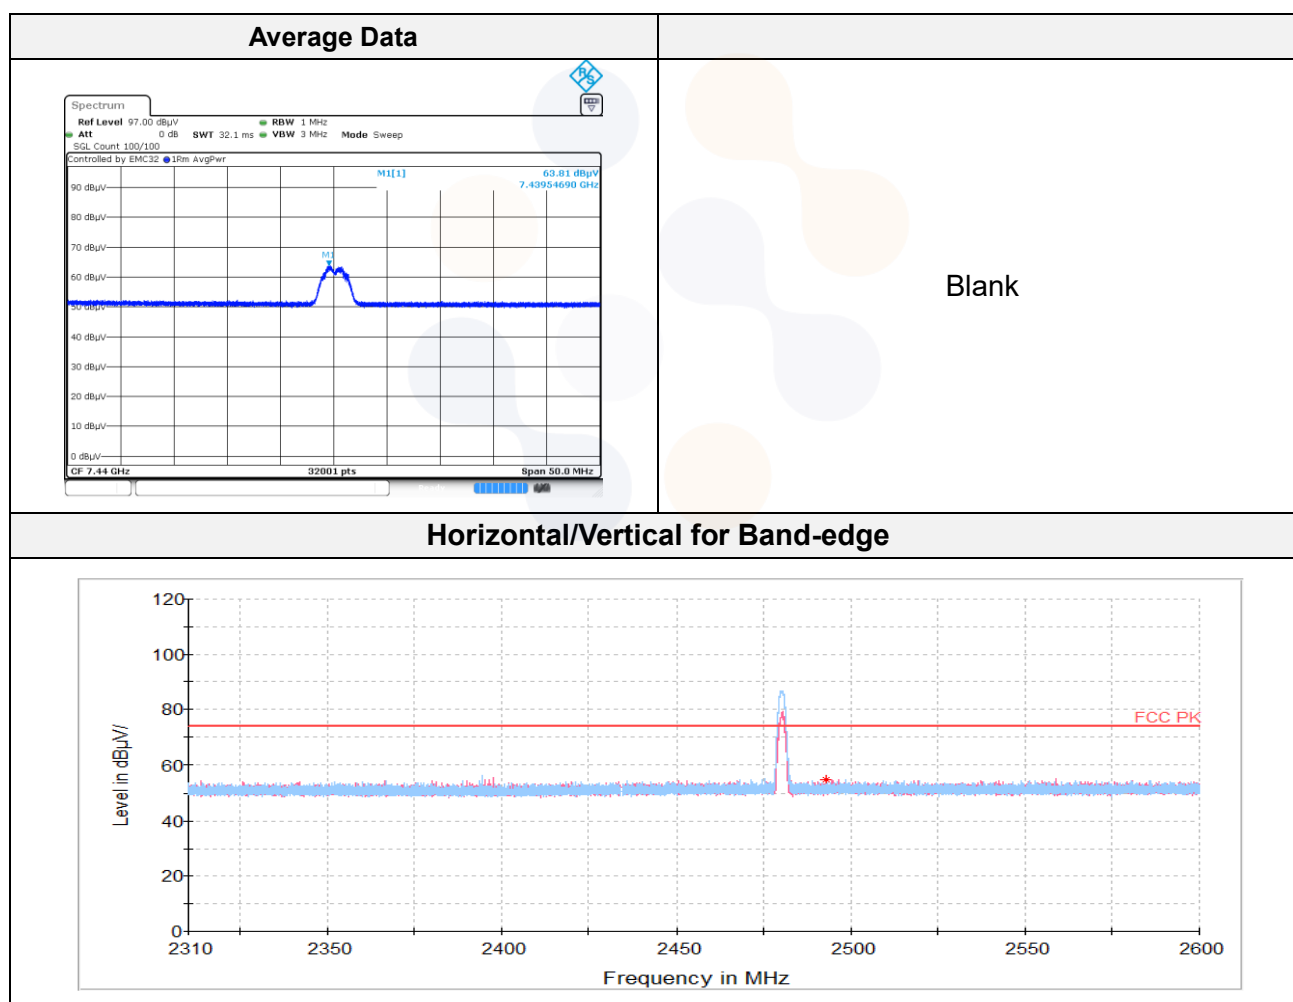 Average Data
R&S
Spectrum
Ref Level 97.00 dBµV RBW 1 MHz
Att 0 dB SWT 32.1 ms VBW 3 MHz Mode Sweep
SGL Count 100/100
Controlled by EMC32 1Rm AvgPwr
M1[1] 63.81 dBµV
7.43954690 GHz
90 dBµV
80 dBµV
70 dBµV
M1
60 dBµV
50 dBµV
40 dBµV
30 dBµV
20 dBµV
10 dBµV
0 dBµV
CF 7.44 GHz 32001 pts Span 50.0 MHz
Blank
Horizontal/Vertical for Band-edge
120
100
80
60
40
20
0
Level in dBµV/
FCC PK
2310 2350 2400 2450 2500 2550 2600
Frequency in MHz